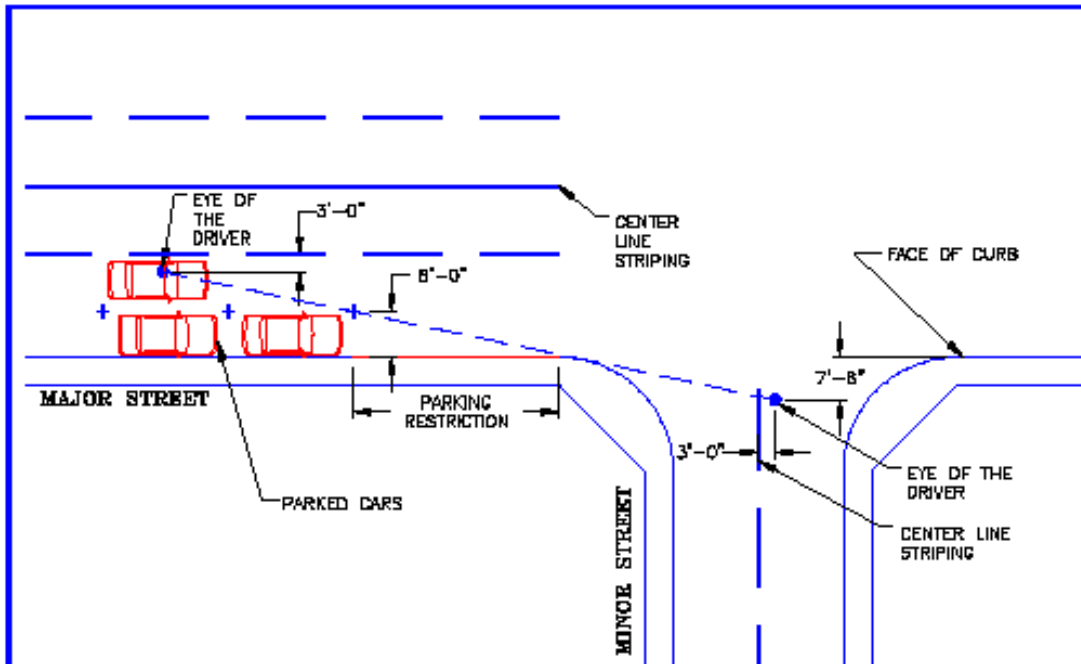 EYE OF
THE
DRIVER
3'-0"
CENTER
LINE
STRIPING
FACE OF CURB
8'-0"
7'-6"
MAJOR STREET
PARKING
RESTRICTION
3'-0"
PARKED CARS
EYE OF THE
DRIVER
CENTER LINE
STRIPING
MINOR STREET